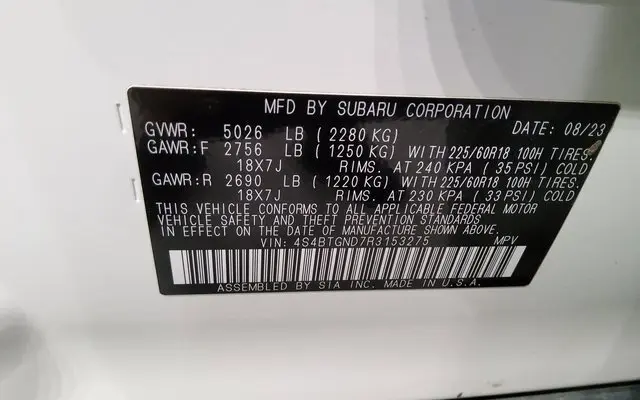 MFD BY SUBARU CORPORATION
GVWR: 5026 LB (2280 KG) DATE: 08/23
GAWR:F 2756 LB (1250 KG) WITH 225/60R18 100H TIRES,
18X7J RIMS. AT 240 KPA (35 PSI) COLD
GAWR:R 2690 LB (1220 KG) WITH 225/60R18 100H TIRES,
18X7J RIMS. AT 230 KPA (33 PSI) COLD
THIS VEHICLE CONFORMS TO ALL APPLICABLE FEDERAL MOTOR
VEHICLE SAFETY AND THEFT PREVENTION STANDARDS
IN EFFECT ON THE DATE OF MANUFACTURE SHOWN ABOVE.
VIN: 4S4BTGND7R3153275 MPV
ASSEMBLED BY SIA INC. MADE IN U.S.A.